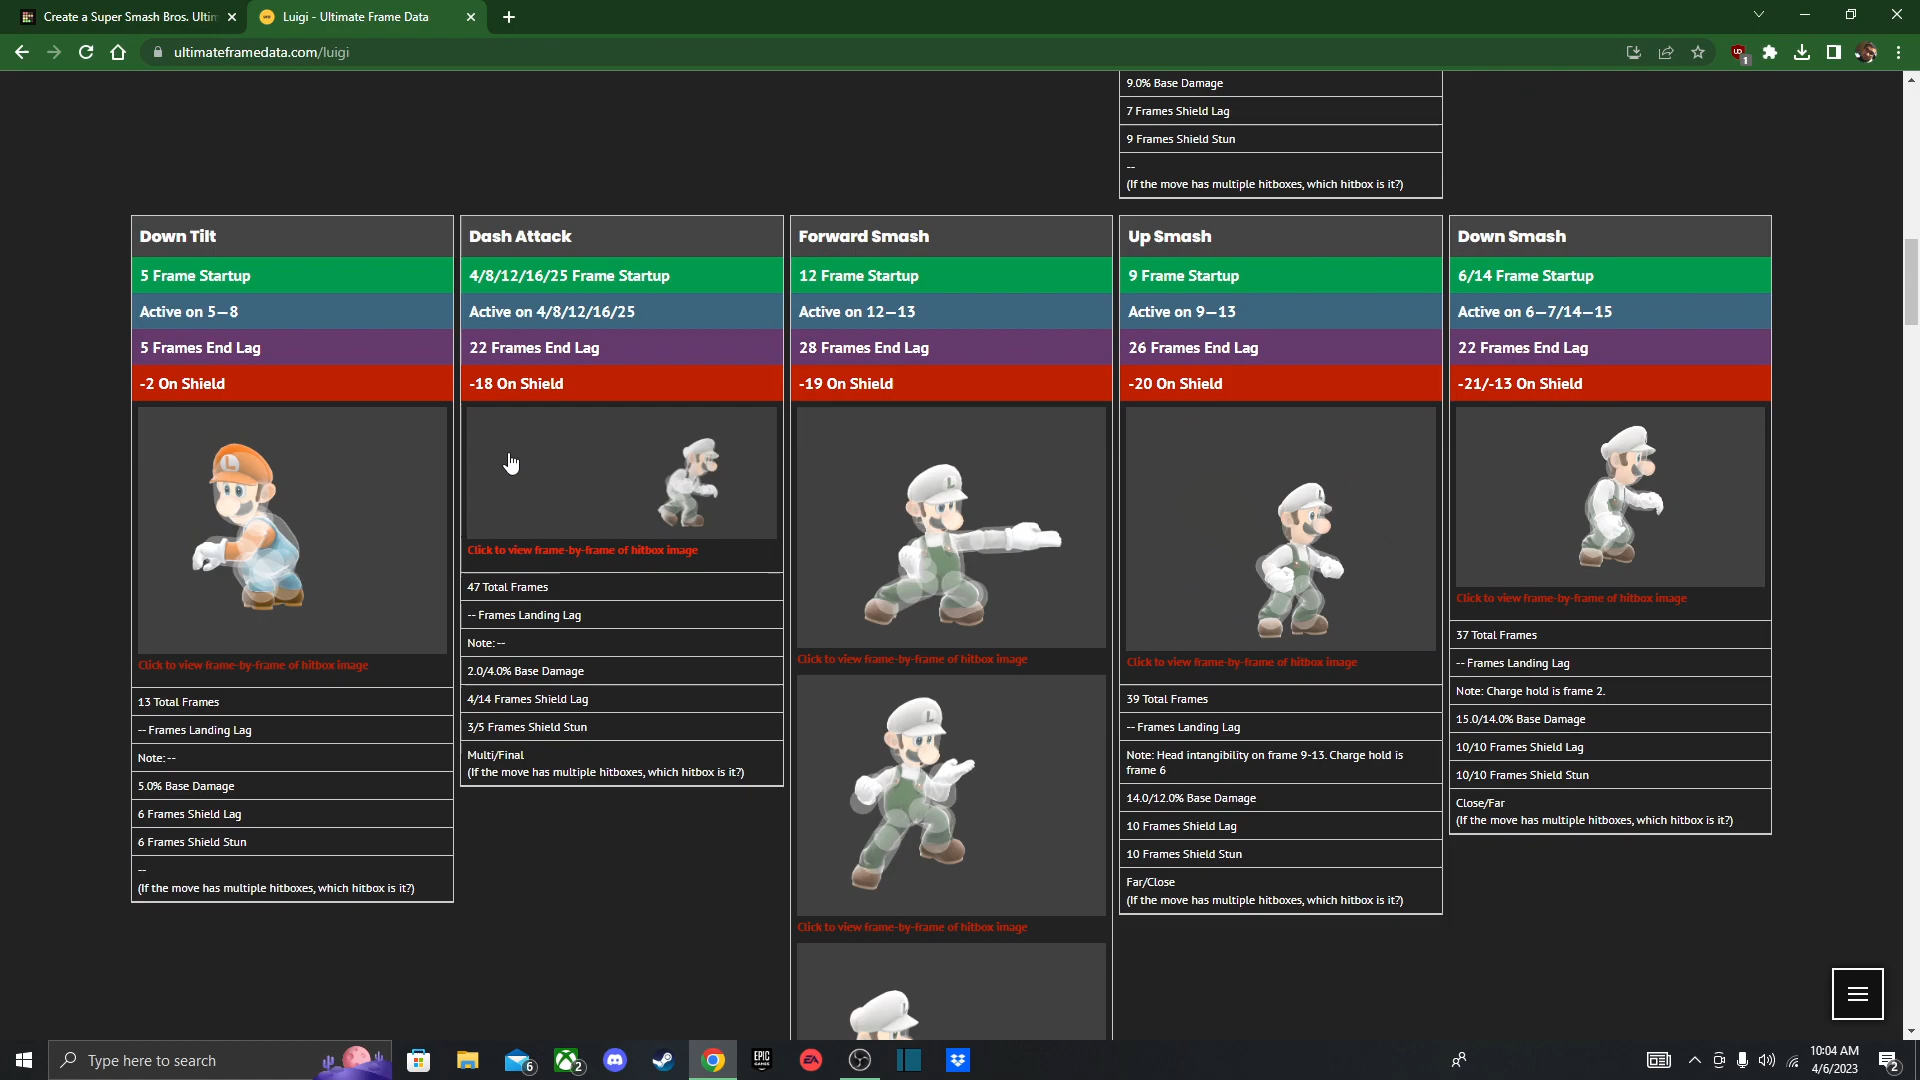 Create a Super Smash Bros. Ultim
Luigi - Ultimate Frame Data
ultimateframedata.com/luigi
9.0% Base Damage
7 Frames Shield Lag
9 Frames Shield Stun
--
(If the move has multiple hitboxes, which hitbox is it?)
Down Tilt
5 Frame Startup
Active on 5—8
5 Frames End Lag
-2 On Shield
L
Click to view frame-by-frame of hitbox image
13 Total Frames
-- Frames Landing Lag
Note: --
5.0% Base Damage
6 Frames Shield Lag
6 Frames Shield Stun
--
(If the move has multiple hitboxes, which hitbox is it?)
Dash Attack
4/8/12/16/25 Frame Startup
Active on 4/8/12/16/25
22 Frames End Lag
-18 On Shield
Click to view frame-by-frame of hitbox image
47 Total Frames
-- Frames Landing Lag
Note: --
2.0/4.0% Base Damage
4/14 Frames Shield Lag
3/5 Frames Shield Stun
Multi/Final
(If the move has multiple hitboxes, which hitbox is it?)
Forward Smash
12 Frame Startup
Active on 12—13
28 Frames End Lag
-19 On Shield
L
Click to view frame-by-frame of hitbox image
L
Click to view frame-by-frame of hitbox image
Up Smash
9 Frame Startup
Active on 9—13
26 Frames End Lag
-20 On Shield
L
Click to view frame-by-frame of hitbox image
39 Total Frames
-- Frames Landing Lag
Note: Head intangibility on frame 9-13. Charge hold is
frame 6
14.0/12.0% Base Damage
10 Frames Shield Lag
10 Frames Shield Stun
Far/Close
(If the move has multiple hitboxes, which hitbox is it?)
Down Smash
6/14 Frame Startup
Active on 6—7/14—15
22 Frames End Lag
-21/-13 On Shield
L
Click to view frame-by-frame of hitbox image
37 Total Frames
-- Frames Landing Lag
Note: Charge hold is frame 2.
15.0/14.0% Base Damage
10/10 Frames Shield Lag
10/10 Frames Shield Stun
Close/Far
(If the move has multiple hitboxes, which hitbox is it?)
Type here to search
6
2
EPIC
GAMES
EA
10:04 AM
4/6/2023
2